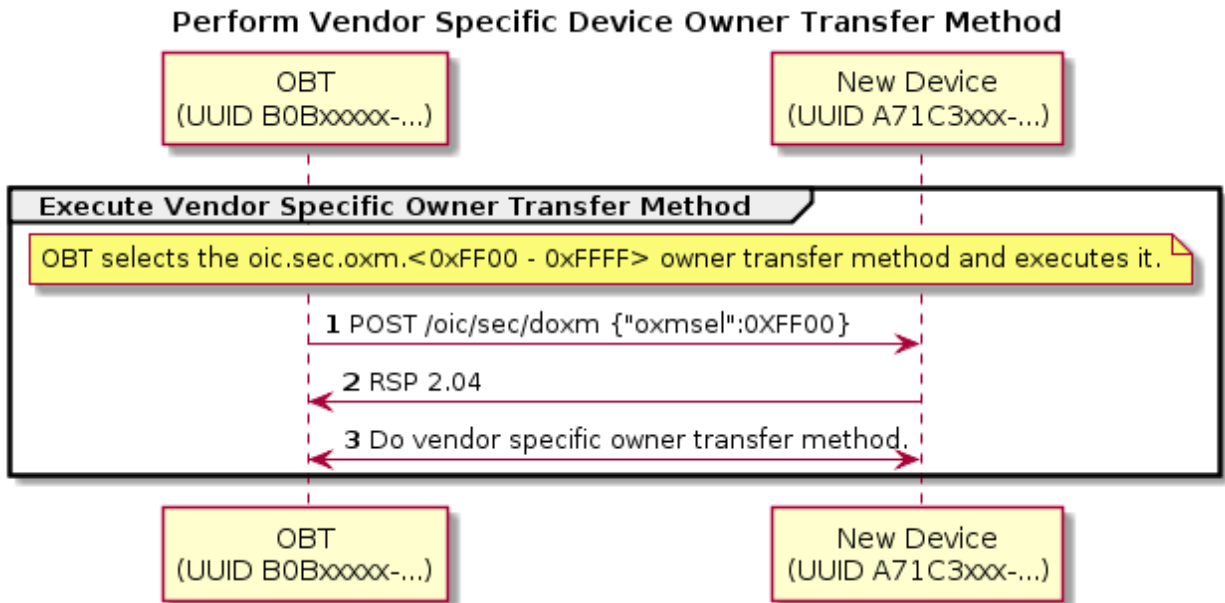 Perform Vendor Specific Device Owner Transfer Method
OBT
(UUID B0Bxxxxx-...)
New Device
(UUID A71C3xxx-...)
Execute Vendor Specific Owner Transfer Method
OBT selects the oic.sec.oxm.<0xFF00 - 0xFFFF> owner transfer method and executes it.
1 POST /oic/sec/doxm {"oxmsel":0XFF00}
2 RSP 2.04
3 Do vendor specific owner transfer method.
OBT
(UUID B0Bxxxxx-...)
New Device
(UUID A71C3xxx-...)